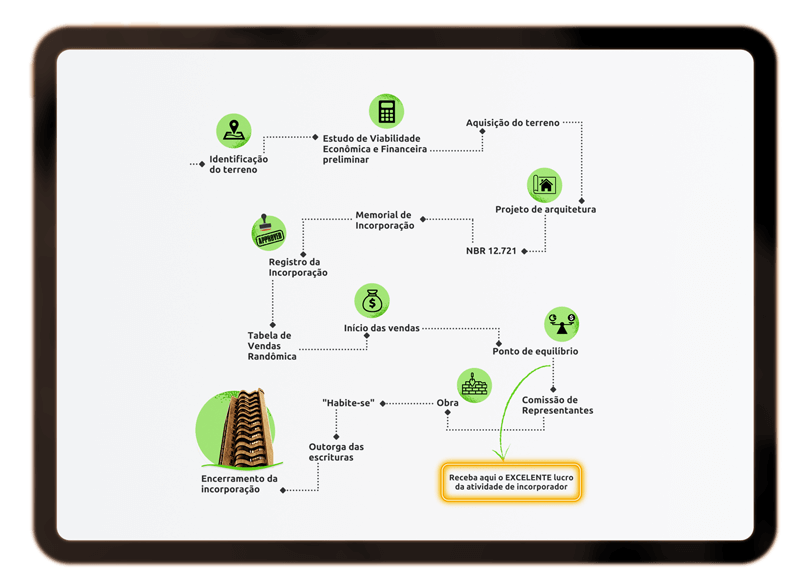 Identificação
do terreno
Estudo de Viabilidade
Econômica e Financeira
preliminar
Aquisição do terreno
Projeto de arquitetura
NBR 12.721
Memorial de
Incorporação
APPROVED
Registro da
Incorporação
Tabela de
Vendas
Randômica
$
Início das vendas
$
Ponto de equilíbrio
Comissão de
Representantes
Obra
"Habite-se"
Outorga das
escrituras
Encerramento da
incorporação
Receba aqui o EXCELENTE lucro
da atividade de incorporador